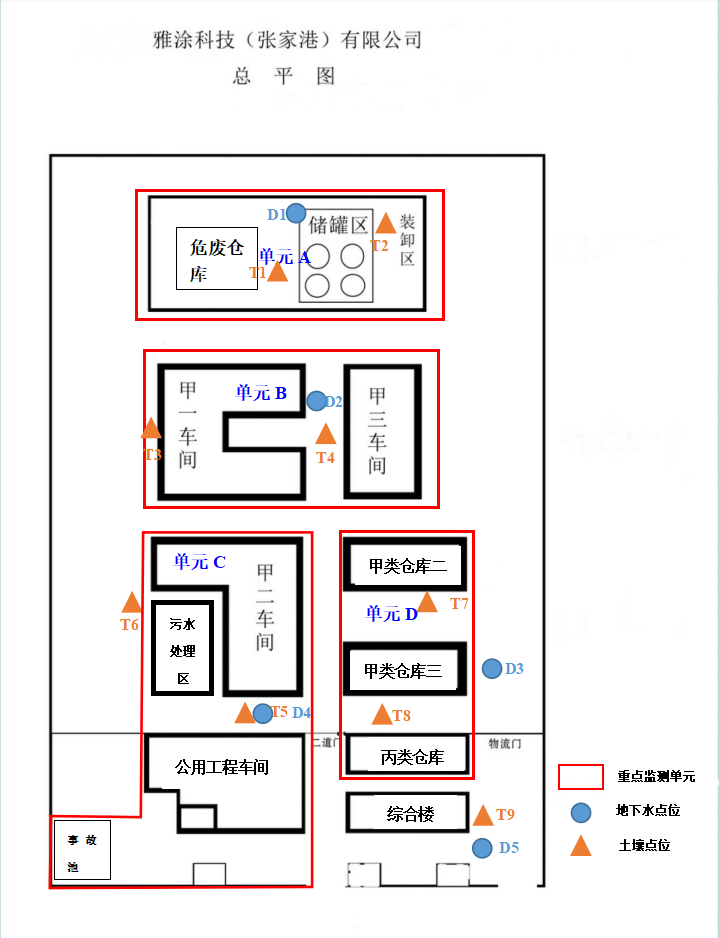 雅涂科技（张家港）有限公司
总 平 图
D1
储罐区
装卸区
T2
危废仓库
单元 A
T1
甲一车间
单元 B
D2
甲三车间
T3
T4
单元 C
甲二车间
甲类仓库二
T6
污水处理区
单元 D
T7
甲类仓库三
D3
T5
D4
T8
二道门
物流门
公用工程车间
丙类仓库
重点监测单元
综合楼
T9
地下水点位
事 故
池
D5
土壤点位